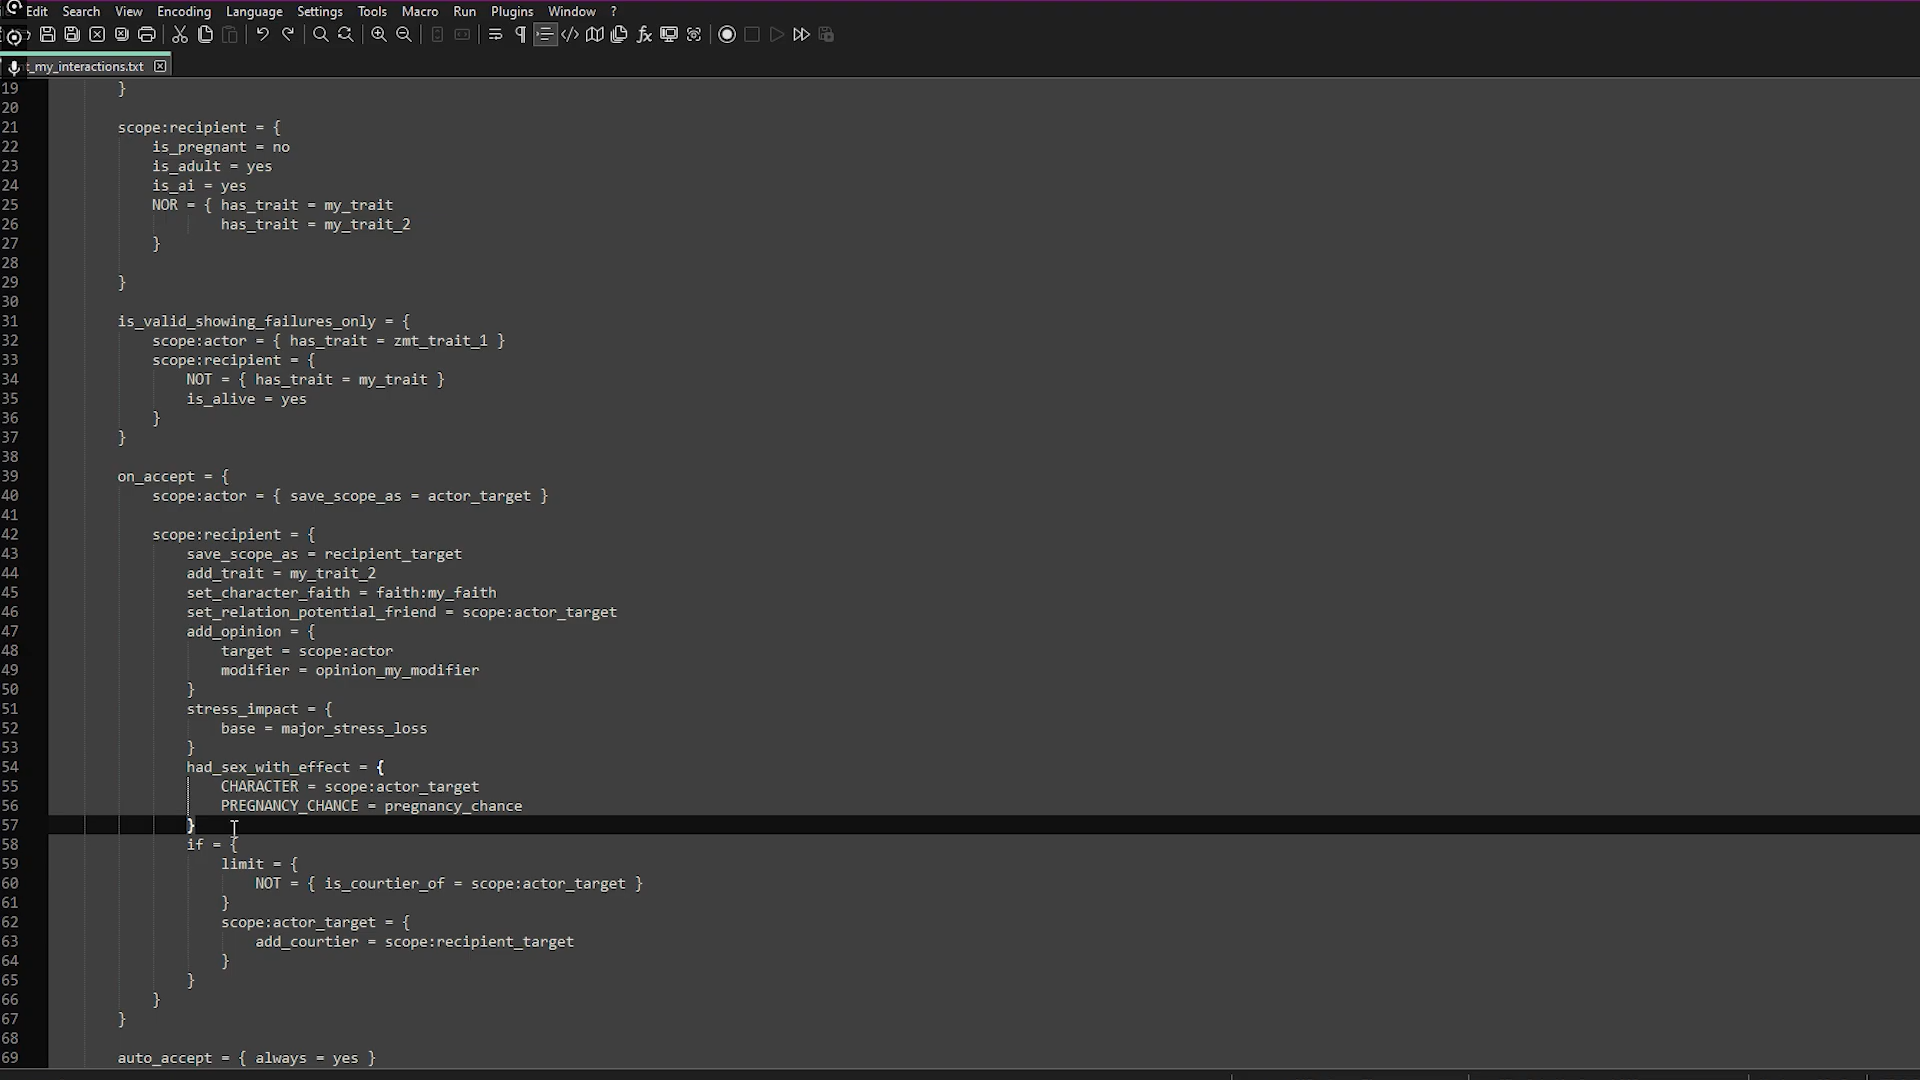 Edit Search View Encoding Language Settings Tools Macro Run Plugins Window ?
_my_interactions.txt
19 }
20
21 scope:recipient = {
22 is_pregnant = no
23 is_adult = yes
24 is_ai = yes
25 NOR = { has_trait = my_trait
26 has_trait = my_trait_2
27 }
28
29 }
30
31 is_valid_showing_failures_only = {
32 scope:actor = { has_trait = zmt_trait_1 }
33 scope:recipient = {
34 NOT = { has_trait = my_trait }
35 is_alive = yes
36 }
37 }
38
39 on_accept = {
40 scope:actor = { save_scope_as = actor_target }
41
42 scope:recipient = {
43 save_scope_as = recipient_target
44 add_trait = my_trait_2
45 set_character_faith = faith:my_faith
46 set_relation_potential_friend = scope:actor_target
47 add_opinion = {
48 target = scope:actor
49 modifier = opinion_my_modifier
50 }
51 stress_impact = {
52 base = major_stress_loss
53 }
54 had_sex_with_effect = {
55 CHARACTER = scope:actor_target
56 PREGNANCY_CHANCE = pregnancy_chance
57 }
58 if = {
59 limit = {
60 NOT = { is_courtier_of = scope:actor_target }
61 }
62 scope:actor_target = {
63 add_courtier = scope:recipient_target
64 }
65 }
66 }
67 }
68
69 auto_accept = { always = yes }